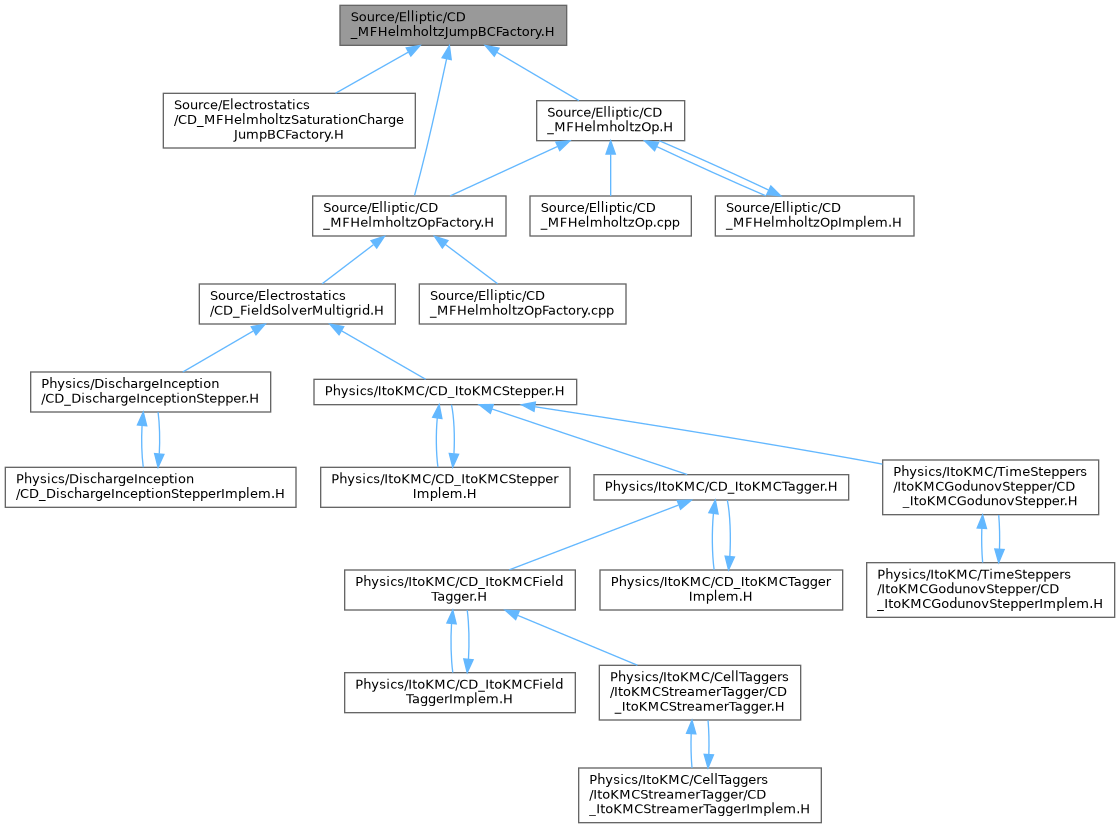 Source/Elliptic/CD
_MFHelmholtzJumpBCFactory.H
Source/Electrostatics
/CD_MFHelmholtzSaturationCharge
JumpBCFactory.H
Source/Elliptic/CD
_MFHelmholtzOp.H
Source/Elliptic/CD
_MFHelmholtzOpFactory.H
Source/Elliptic/CD
_MFHelmholtzOp.cpp
Source/Elliptic/CD
_MFHelmholtzOpImplem.H
Source/Electrostatics
/CD_FieldSolverMultigrid.H
Source/Elliptic/CD
_MFHelmholtzOpFactory.cpp
Physics/DischargeInception
/CD_DischargeInceptionStepper.H
Physics/ItoKMC/CD_ItoKMCStepper.H
Physics/DischargeInception
/CD_DischargeInceptionStepperImplem.H
Physics/ItoKMC/CD_ItoKMCStepper
Implem.H
Physics/ItoKMC/CD_ItoKMCTagger.H
Physics/ItoKMC/TimeSteppers
/ItoKMCGodunovStepper/CD
_ItoKMCGodunovStepper.H
Physics/ItoKMC/CD_ItoKMCField
Tagger.H
Physics/ItoKMC/CD_ItoKMCTagger
Implem.H
Physics/ItoKMC/TimeSteppers
/ItoKMCGodunovStepper/CD
_ItoKMCGodunovStepperImplem.H
Physics/ItoKMC/CD_ItoKMCField
TaggerImplem.H
Physics/ItoKMC/CellTaggers
/ItoKMCStreamerTagger/CD
_ItoKMCStreamerTagger.H
Physics/ItoKMC/CellTaggers
/ItoKMCStreamerTagger/CD
_ItoKMCStreamerTaggerImplem.H